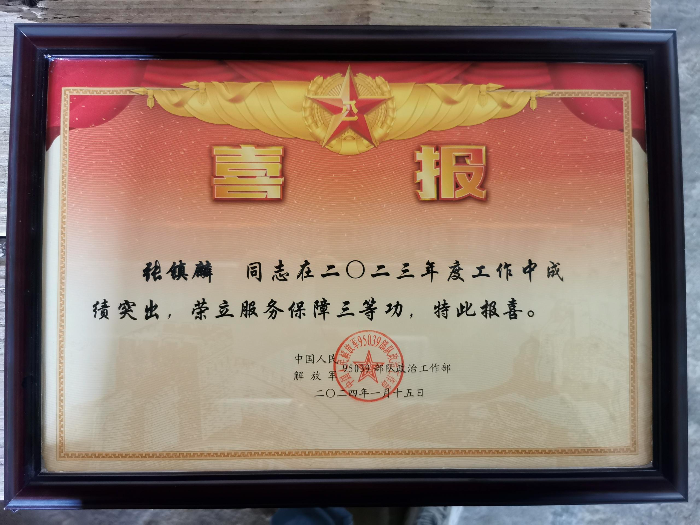 喜报
张镇麟 同志在二〇二三年度工作中成
绩突出，荣立服务保障三等功，特此报喜。
中国人民
解放军 95039部队政治工作部
二〇二四年一月十五日